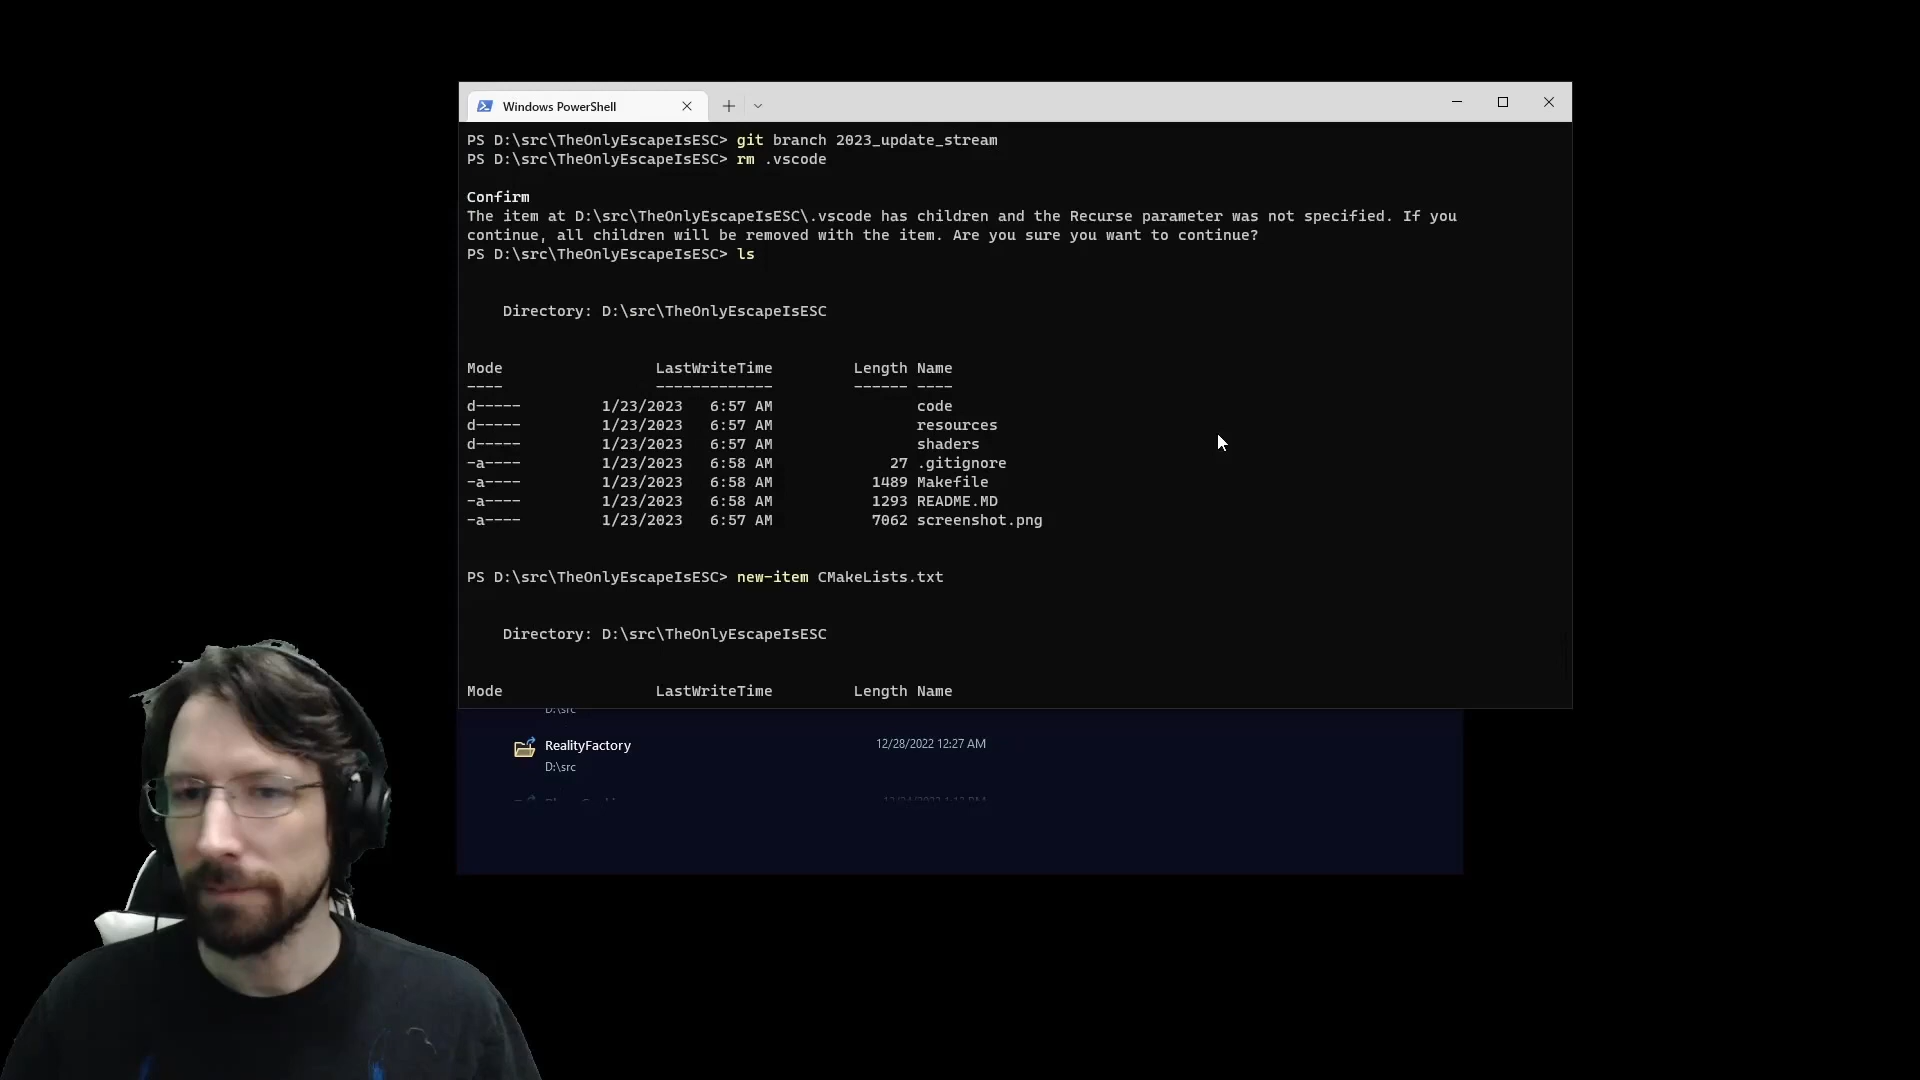 Windows PowerShell
PS D:\src\TheOnlyEscapeIsESC> git branch 2023_update_stream
PS D:\src\TheOnlyEscapeIsESC> rm .vscode
Confirm
The item at D:\src\TheOnlyEscapeIsESC\.vscode has children and the Recurse parameter was not specified. If you
continue, all children will be removed with the item. Are you sure you want to continue?
PS D:\src\TheOnlyEscapeIsESC> ls
Directory: D:\src\TheOnlyEscapeIsESC
Mode LastWriteTime Length Name
---- ------------- ------ ----
d----- 1/23/2023 6:57 AM code
d----- 1/23/2023 6:57 AM resources
d----- 1/23/2023 6:57 AM shaders
-a---- 1/23/2023 6:58 AM 27 .gitignore
-a---- 1/23/2023 6:58 AM 1489 Makefile
-a---- 1/23/2023 6:58 AM 1293 README.MD
-a---- 1/23/2023 6:57 AM 7062 screenshot.png
PS D:\src\TheOnlyEscapeIsESC> new-item CMakeLists.txt
Directory: D:\src\TheOnlyEscapeIsESC
Mode LastWriteTime Length Name
D:\src
RealityFactory 12/28/2022 12:27 AM
D:\src